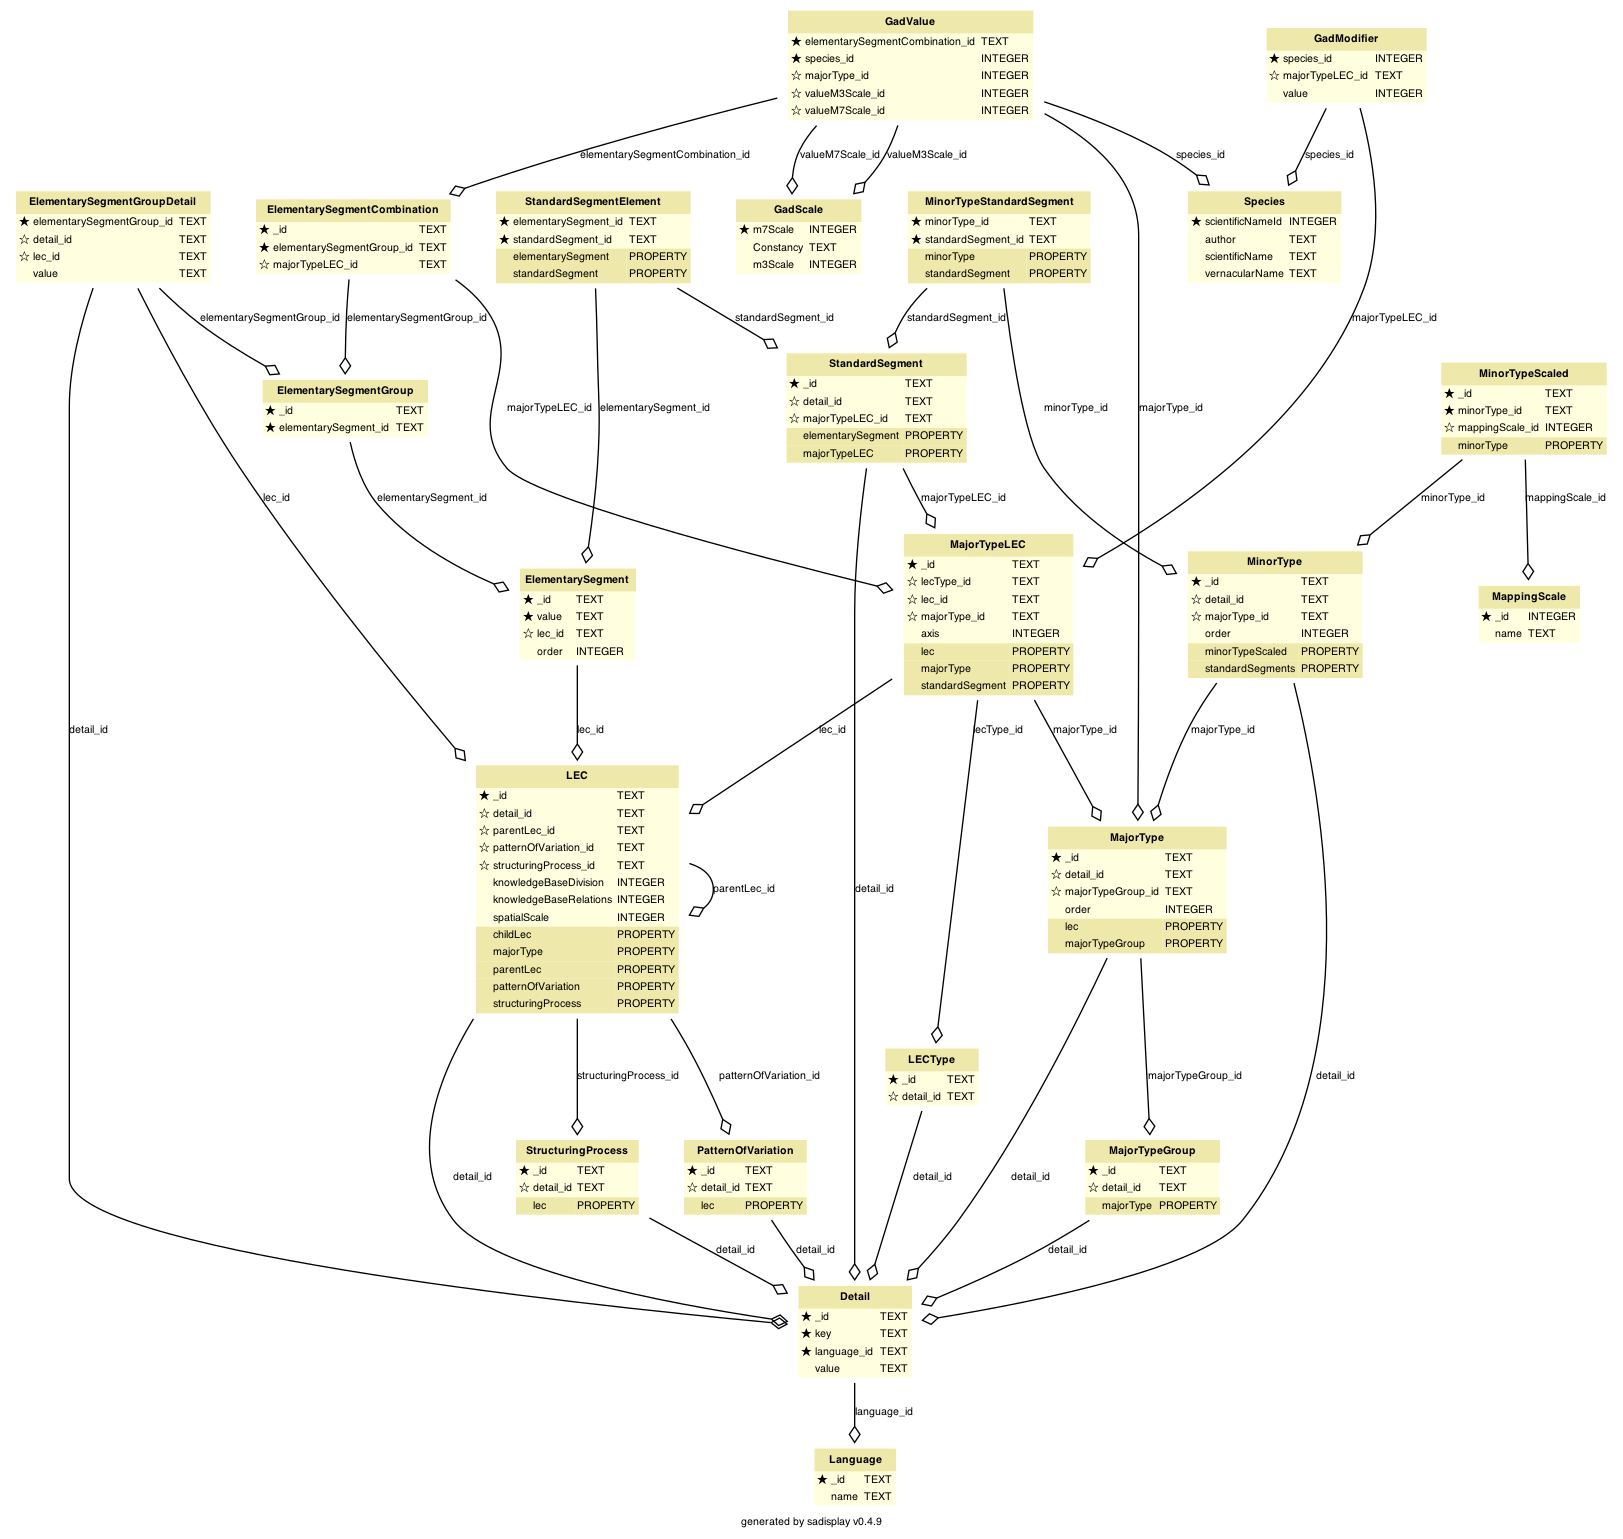 GadValue
★ elementarySegmentCombination_id TEXT
★ species_id INTEGER
☆ majorType_id INTEGER
☆ valueM3Scale_id INTEGER
☆ valueM7Scale_id INTEGER
GadModifier
★ species_id INTEGER
☆ majorTypeLEC_id TEXT
value INTEGER
elementarySegmentCombination_id
valueM7Scale_id
valueM3Scale_id
species_id
species_id
ElementarySegmentGroupDetail
★ elementarySegmentGroup_id TEXT
☆ detail_id TEXT
☆ lec_id TEXT
value TEXT
ElementarySegmentCombination
★ _id TEXT
★ elementarySegmentGroup_id TEXT
☆ majorTypeLEC_id TEXT
StandardSegmentElement
★ elementarySegment_id TEXT
★ standardSegment_id TEXT
elementarySegment PROPERTY
standardSegment PROPERTY
GadScale
★ m7Scale INTEGER
Constancy TEXT
m3Scale INTEGER
MinorTypeStandardSegment
★ minorType_id TEXT
★ standardSegment_id TEXT
minorType PROPERTY
standardSegment PROPERTY
Species
★ scientificNameId INTEGER
author TEXT
scientificName TEXT
vernacularName TEXT
elementarySegmentGroup_id
elementarySegmentGroup_id
standardSegment_id
standardSegment_id
majorTypeLEC_id
ElementarySegmentGroup
★ _id TEXT
★ elementarySegment_id TEXT
majorTypeLEC_id
elementarySegment_id
StandardSegment
★ _id TEXT
☆ detail_id TEXT
☆ majorTypeLEC_id TEXT
elementarySegment PROPERTY
majorTypeLEC PROPERTY
minorType_id
majorType_id
MinorTypeScaled
★ _id TEXT
★ minorType_id TEXT
☆ mappingScale_id INTEGER
minorType PROPERTY
lec_id
elementarySegment_id
majorTypeLEC_id
minorType_id
mappingScale_id
ElementarySegment
★ _id TEXT
★ value TEXT
☆ lec_id TEXT
order INTEGER
MajorTypeLEC
★ _id TEXT
☆ lecType_id TEXT
☆ lec_id TEXT
☆ majorType_id TEXT
axis INTEGER
lec PROPERTY
majorType PROPERTY
standardSegment PROPERTY
MinorType
★ _id TEXT
☆ detail_id TEXT
☆ majorType_id TEXT
order INTEGER
minorTypeScaled PROPERTY
standardSegments PROPERTY
MappingScale
★ _id INTEGER
name TEXT
detail_id
lec_id
lec_id
lecType_id
majorType_id
majorType_id
LEC
★ _id TEXT
☆ detail_id TEXT
☆ parentLec_id TEXT
☆ patternOfVariation_id TEXT
☆ structuringProcess_id TEXT
knowledgeBaseDivision INTEGER
knowledgeBaseRelations INTEGER
spatialScale INTEGER
childLec PROPERTY
majorType PROPERTY
parentLec PROPERTY
patternOfVariation PROPERTY
structuringProcess PROPERTY
parentLec_id
detail_id
MajorType
★ _id TEXT
☆ detail_id TEXT
☆ majorTypeGroup_id TEXT
order INTEGER
lec PROPERTY
majorTypeGroup PROPERTY
structuringProcess_id
patternOfVariation_id
LECType
★ _id TEXT
☆ detail_id TEXT
majorTypeGroup_id
detail_id
detail_id
StructuringProcess
★ _id TEXT
☆ detail_id TEXT
lec PROPERTY
PatternOfVariation
★ _id TEXT
☆ detail_id TEXT
lec PROPERTY
detail_id
detail_id
MajorTypeGroup
★ _id TEXT
☆ detail_id TEXT
majorType PROPERTY
detail_id
detail_id
detail_id
Detail
★ _id TEXT
★ key TEXT
★ language_id TEXT
value TEXT
language_id
Language
★ _id TEXT
name TEXT
generated by sadisplay v0.4.9